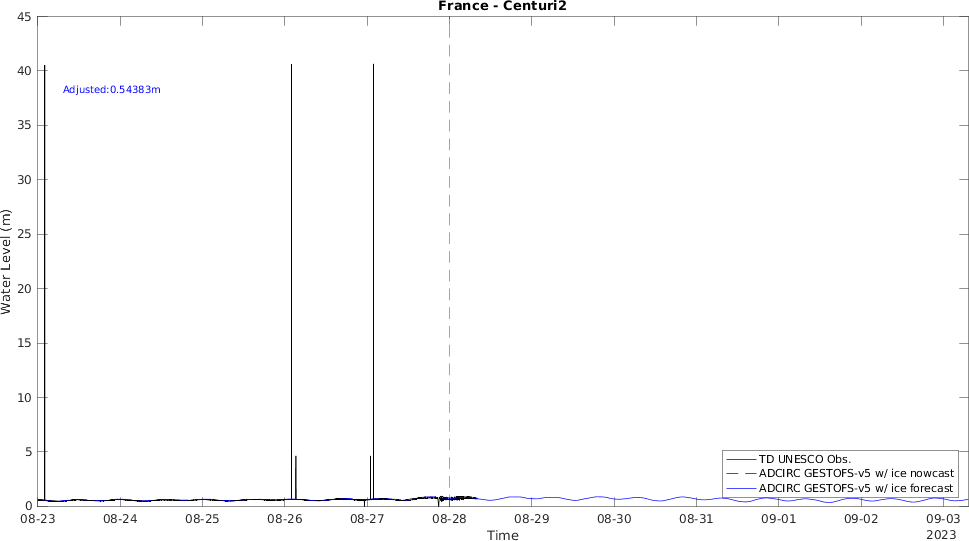 France - Centuri2
45
40
35
30
25
20
15
10
5
0
Water Level (m)
Adjusted:0.54383m
TD UNESCO Obs.
ADCIRC GESTOFS-v5 w/ ice nowcast
ADCIRC GESTOFS-v5 w/ ice forecast
08-23 08-24 08-25 08-26 08-27 08-28 08-29 08-30 08-31 09-01 09-02 09-03
Time
2023